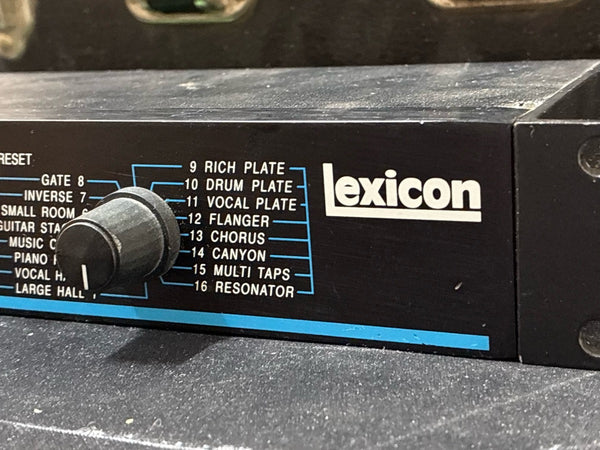 RESET
GATE 8
INVERSE 7
SMALL ROOM
GUITAR
MUSIC
PIANO
VOCAL
LARGE HALL
9 RICH PLATE
10 DRUM PLATE
11 VOCAL PLATE
12 FLANGER
13 CHORUS
14 CANYON
15 MULTI TAPS
16 RESONATOR
Lexicon